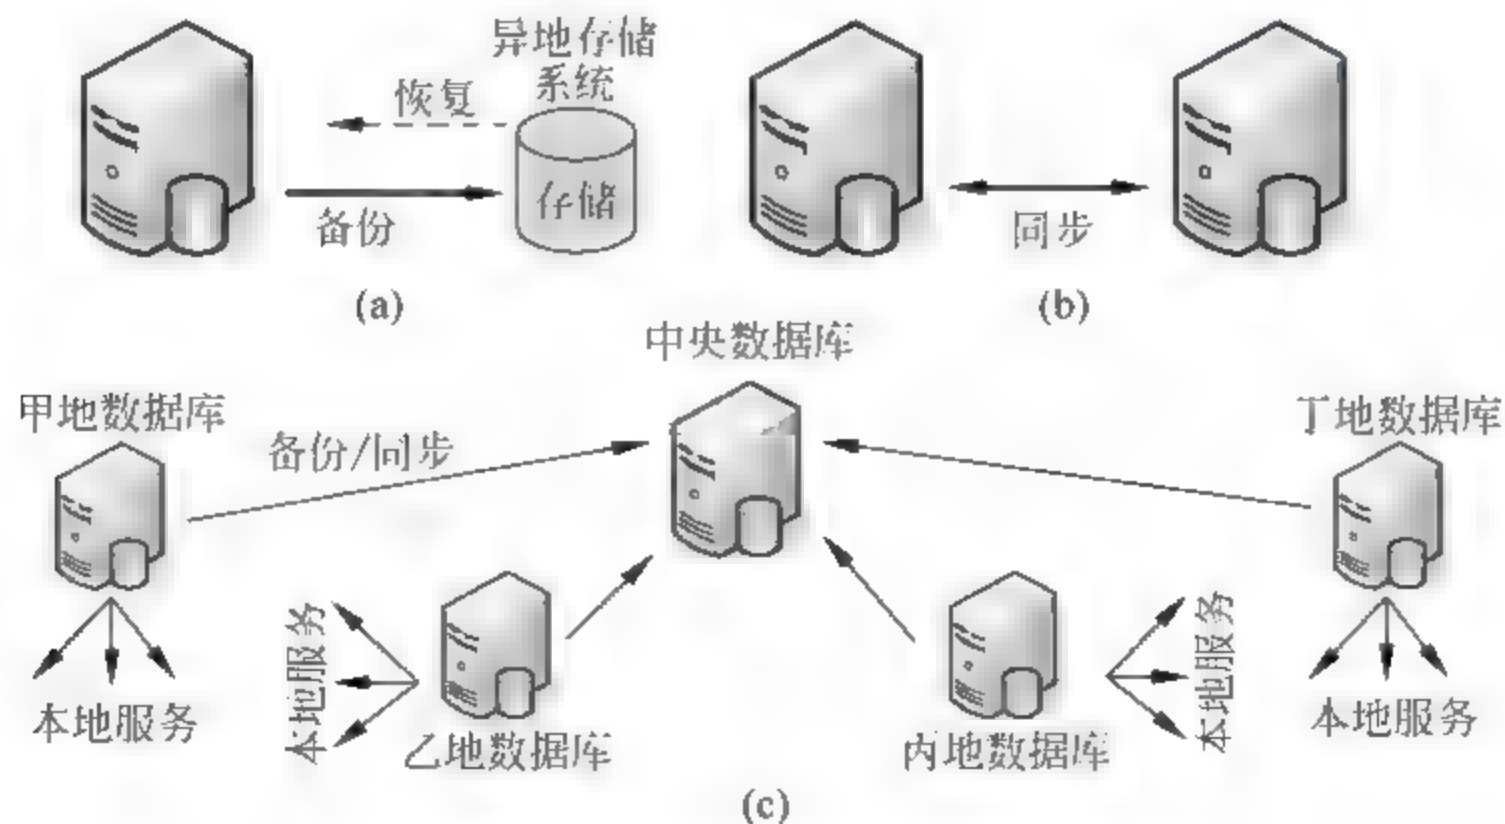 异地存储
系统
恢复
存储
备份
同步
(a)
(b)
中央数据库
甲地数据库
丁地数据库
备份/同步
本地服务
本地服务
本地服务
本地服务
乙地数据库
内地数据库
(c)